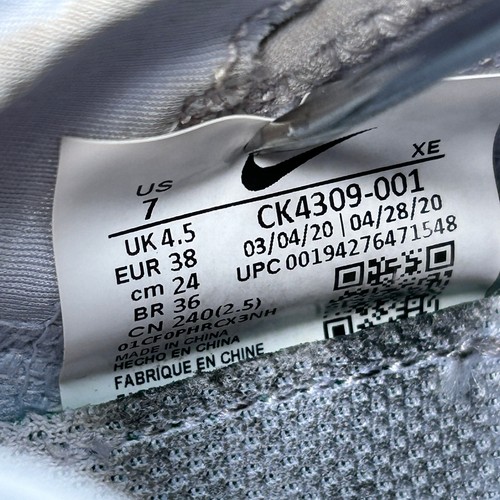 XE
US
7
CK4309-001
UK 4.5
03/04/20 | 04/28/20
EUR 38
UPC 00194276471548
cm 24
BR 36
CN 240(2.5)
01CF0PHRCX3NH
MADE IN CHINA
HECHO EN CHINA
FABRIQUE EN CHINE